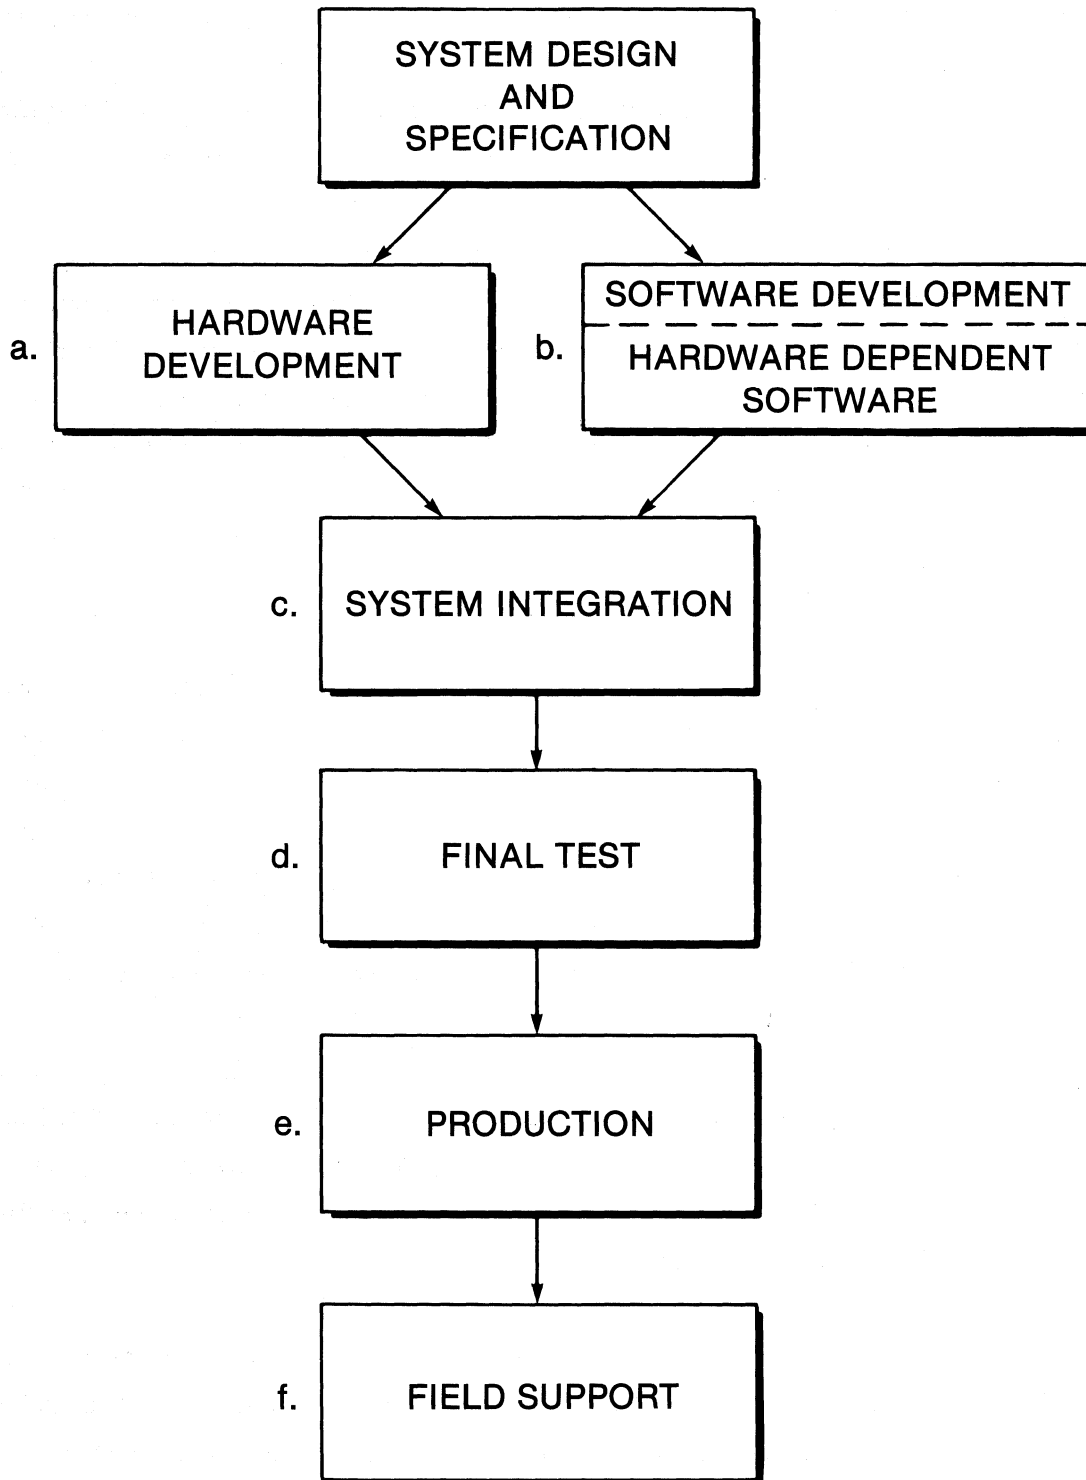 SYSTEM DESIGN
AND
SPECIFICATION
a.
HARDWARE
DEVELOPMENT
b.
SOFTWARE DEVELOPMENT
HARDWARE DEPENDENT
SOFTWARE
c.
SYSTEM INTEGRATION
d.
FINAL TEST
e.
PRODUCTION
f.
FIELD SUPPORT